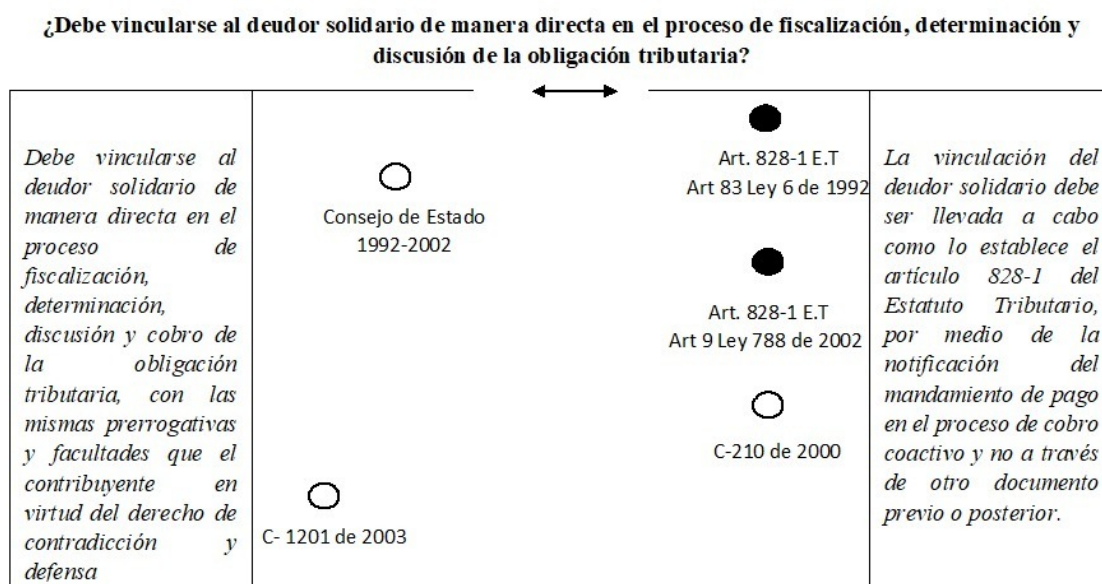 ¿Debe vincularse al deudor solidario de manera directa en el proceso de fiscalización, determinación y
discusión de la obligación tributaria?
Debe vincularse al
deudor solidario de
manera directa en el
proceso de
fiscalización,
determinación,
discusión y cobro de
la obligación
tributaria, con las
mismas prerrogativas
y facultades que el
contribuyente en
virtud del derecho de
contradicción y
defensa
Consejo de Estado
1992-2002
C- 1201 de 2003
Art. 828-1 E.T
Art 83 Ley 6 de 1992
Art. 828-1 E.T
Art 9 Ley 788 de 2002
C-210 de 2000
La vinculación del
deudor solidario debe
ser llevada a cabo
como lo establece el
artículo 828-1 del
Estatuto Tributario,
por medio de la
notificación del
mandamiento de pago
en el proceso de cobro
coactivo y no a través
de otro documento
previo o posterior.